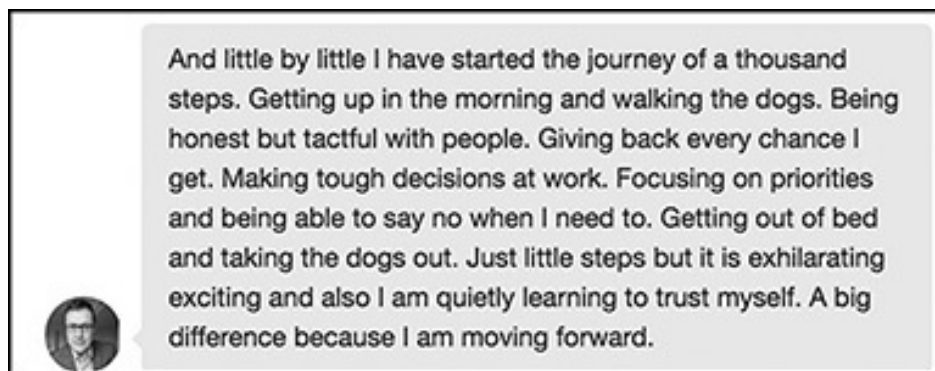 And little by little I have started the journey of a thousand
steps. Getting up in the morning and walking the dogs. Being
honest but tactful with people. Giving back every chance I
get. Making tough decisions at work. Focusing on priorities
and being able to say no when I need to. Getting out of bed
and taking the dogs out. Just little steps but it is exhilarating
exciting and also I am quietly learning to trust myself. A big
difference because I am moving forward.